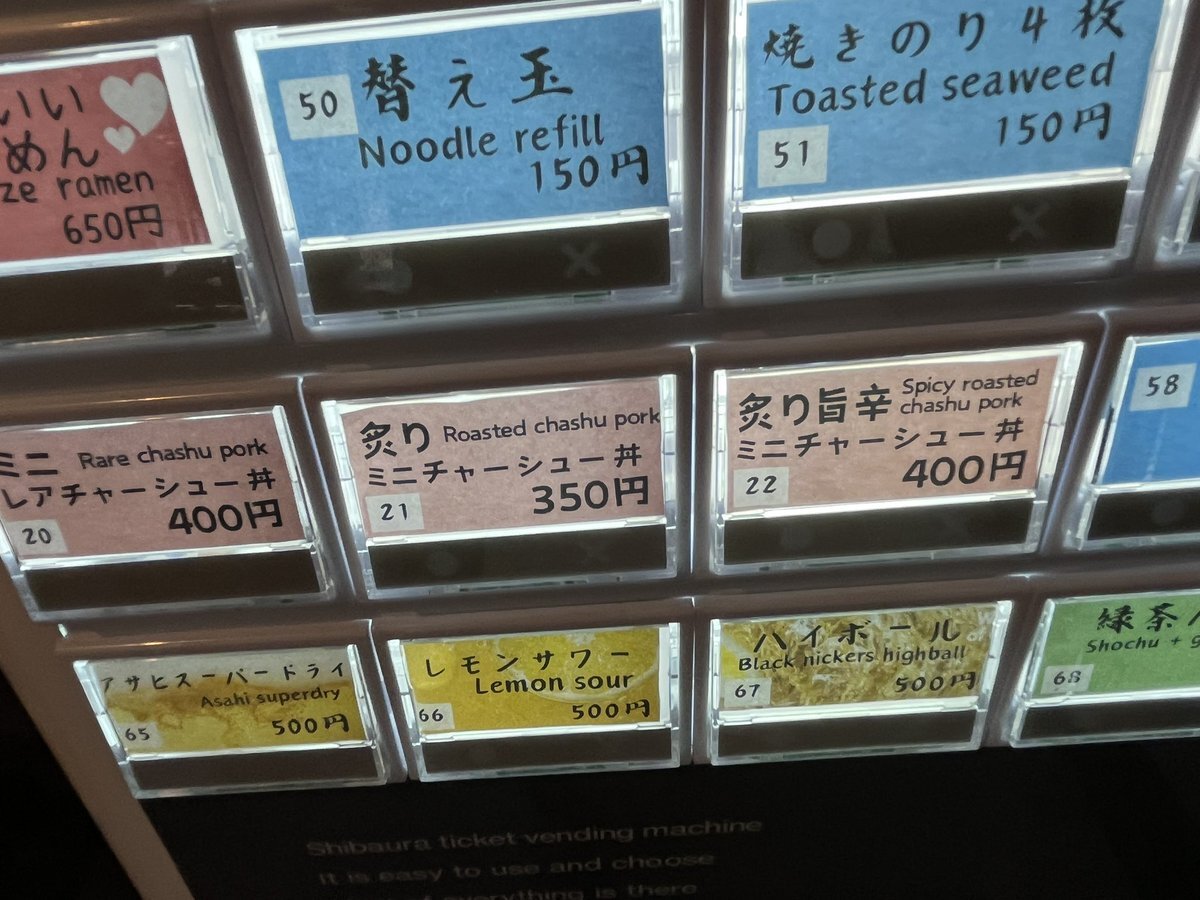 いい
めん
ze ramen
650円
50
替え玉
Noodle refill
150円
焼きのり4枚
Toasted seaweed
150円
51
ミニ Rare chashu pork
レアチャーシュー丼
400円
20
炙り Roasted chashu pork
ミニチャーシュー丼
350円
21
炙り旨辛 Spicy roasted
chashu pork
ミニチャーシュー丼
400円
22
58
アサヒスーパードライ
Asahi superdry
500円
65
レモンサワー
Lemon sour
500円
66
ハイボール
Black nickers highball
500円
67
緑茶ハ
Shochu + g
68
Shibaura ticket vending machine
It is easy to use and choose
everything is there